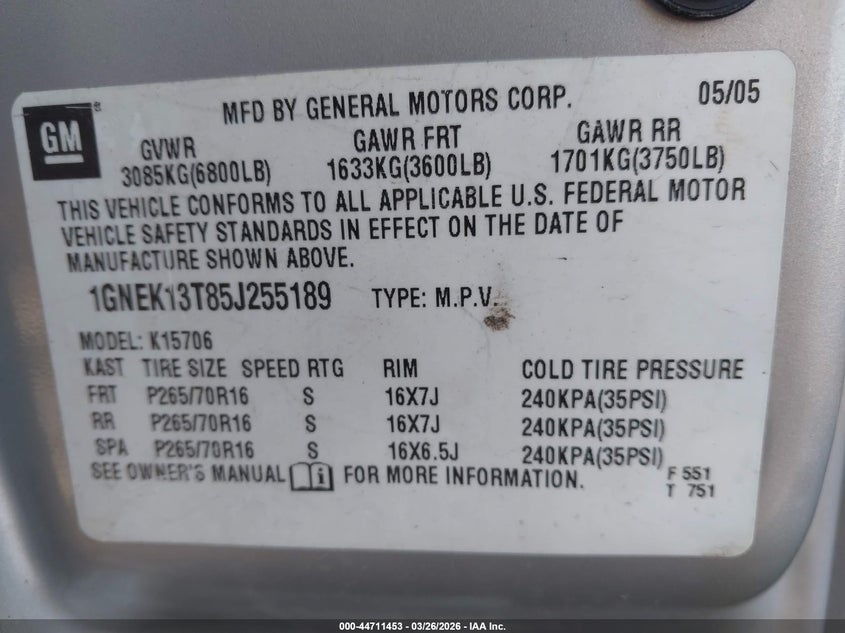 GM
®
MFD BY GENERAL MOTORS CORP. 05/05
GVWR GAWR FRT GAWR RR
3085KG(6800LB) 1633KG(3600LB) 1701KG(3750LB)
THIS VEHICLE CONFORMS TO ALL APPLICABLE U.S. FEDERAL MOTOR
VEHICLE SAFETY STANDARDS IN EFFECT ON THE DATE OF
MANUFACTURE SHOWN ABOVE.
1GNEK13T85J255189 TYPE: M.P.V.
MODEL: K15706
KAST TIRE SIZE SPEED RTG RIM COLD TIRE PRESSURE
FRT P265/70R16 S 16X7J 240KPA(35PSI)
RR P265/70R16 S 16X7J 240KPA(35PSI)
SPA P265/70R16 S 16X6.5J 240KPA(35PSI)
SEE OWNER'S MANUAL i FOR MORE INFORMATION.
F 551
T 751
000-44711453 — 03/26/2026 — IAA Inc.